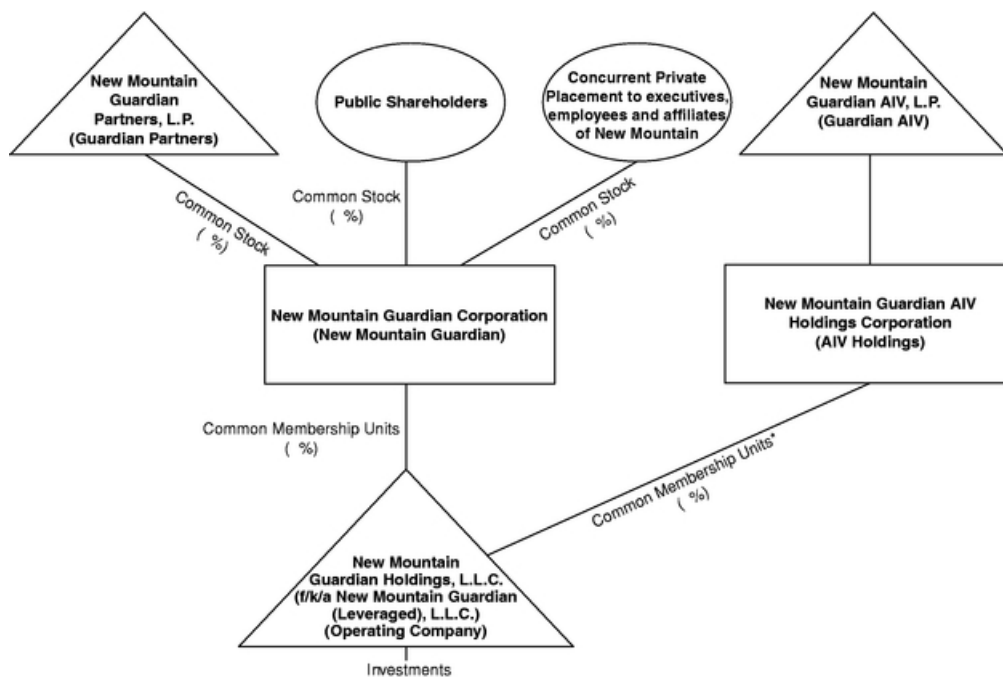 New Mountain
Guardian
Partners, L.P.
(Guardian Partners)
Public Shareholders
Concurrent Private
Placement to executives,
employees and affiliates
of New Mountain
New Mountain
Guardian AIV, L.P.
(Guardian AIV)
Common Stock
( %)
Common Stock
( %)
Common Stock
( %)
New Mountain Guardian Corporation
(New Mountain Guardian)
New Mountain Guardian AIV
Holdings Corporation
(AIV Holdings)
Common Membership Units
( %)
Common Membership Units*
( %)
New Mountain
Guardian Holdings, L.L.C.
(f/k/a New Mountain Guardian
(Leveraged), L.L.C.)
(Operating Company)
Investments